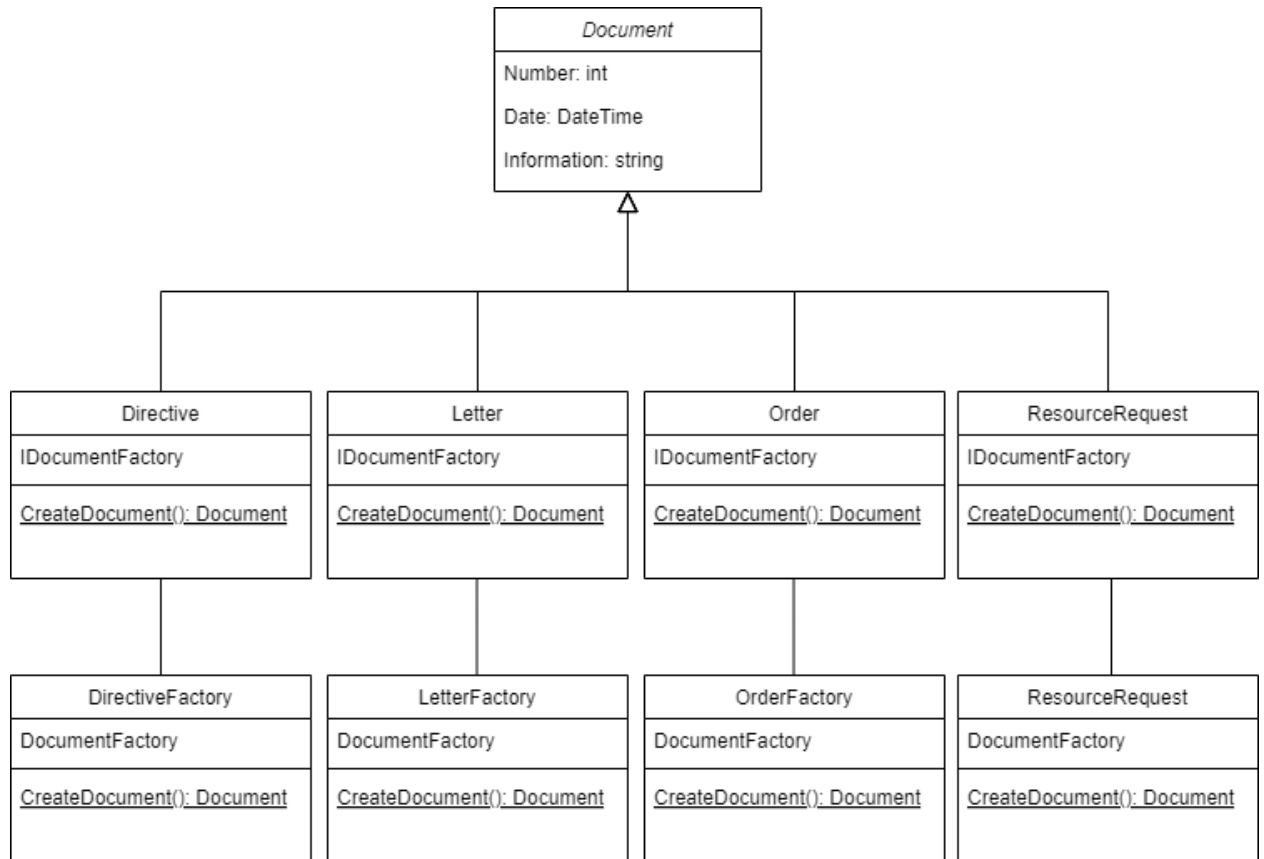 Document
Number: int
Date: DateTime
Information: string
Directive
IDocumentFactory
CreateDocument(): Document
Letter
IDocumentFactory
CreateDocument(): Document
Order
IDocumentFactory
CreateDocument(): Document
ResourceRequest
IDocumentFactory
CreateDocument(): Document
DirectiveFactory
DocumentFactory
CreateDocument(): Document
LetterFactory
DocumentFactory
CreateDocument(): Document
OrderFactory
DocumentFactory
CreateDocument(): Document
ResourceRequest
DocumentFactory
CreateDocument(): Document